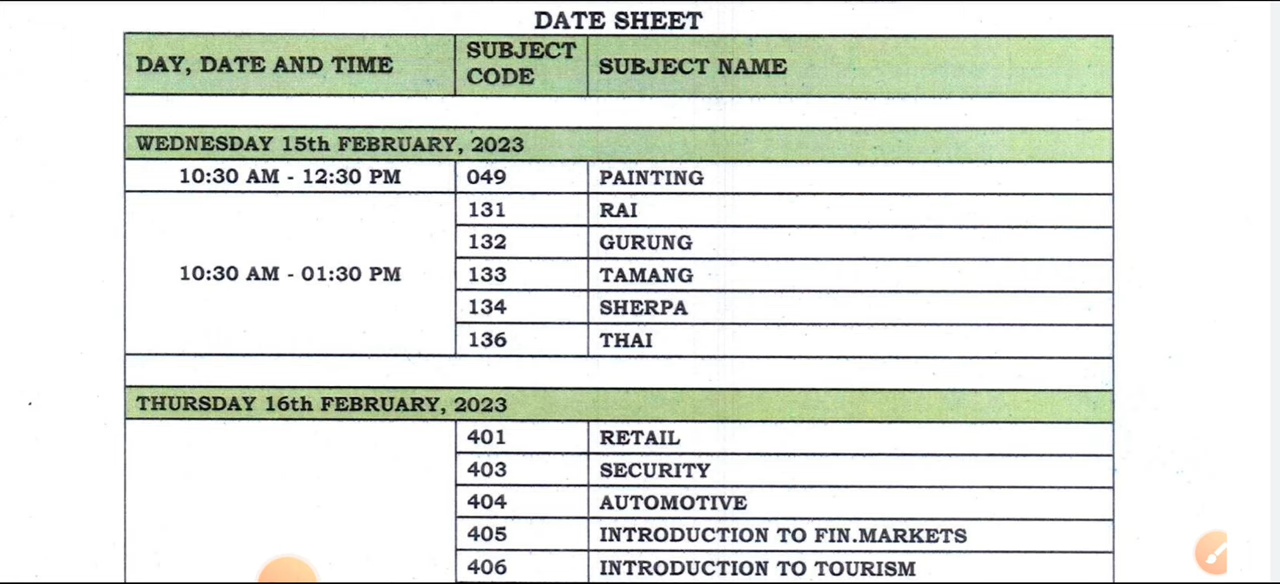 DATE SHEET
DAY, DATE AND TIME SUBJECT CODE SUBJECT NAME
WEDNESDAY 15th FEBRUARY, 2023
10:30 AM - 12:30 PM 049 PAINTING
131 RAI
132 GURUNG
10:30 AM - 01:30 PM 133 TAMANG
134 SHERPA
136 THAI
THURSDAY 16th FEBRUARY, 2023
401 RETAIL
403 SECURITY
404 AUTOMOTIVE
405 INTRODUCTION TO FIN.MARKETS
406 INTRODUCTION TO TOURISM